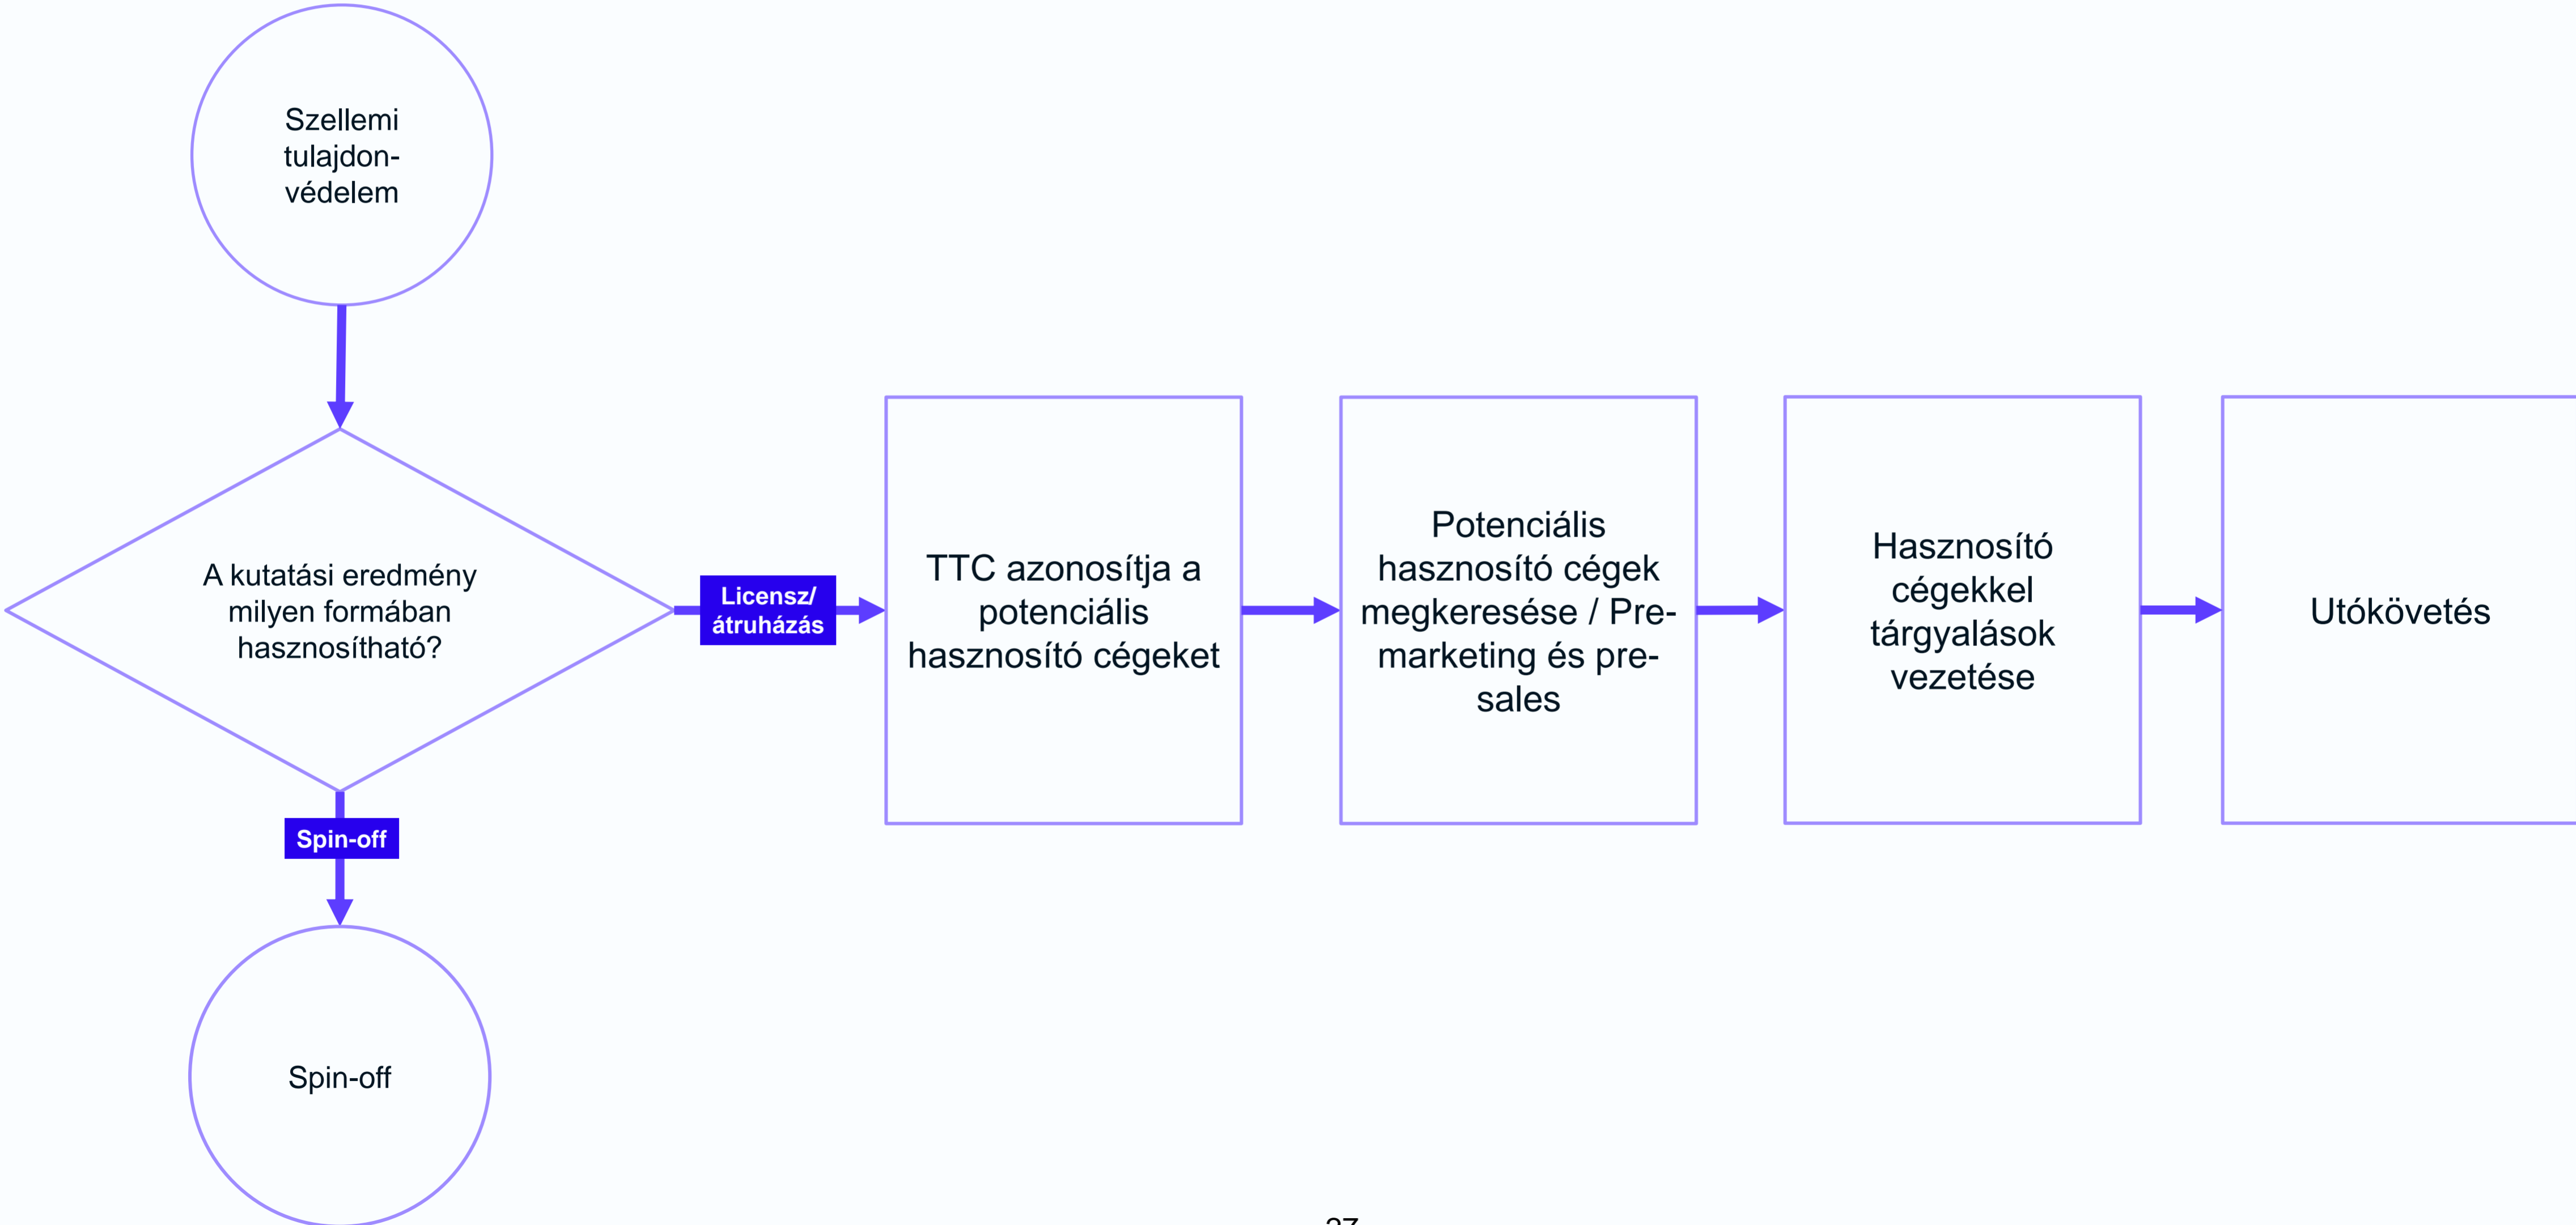 Szellemi
tulajdon-
védelem
A kutatási eredmény
milyen formában
hasznosítható?
Licensz/
átruházás
TTC azonosítja a
potenciális
hasznosító cégeket
Potenciális
hasznosító cégek
megkeresése / Pre-
marketing és pre-
sales
Hasznosító
cégekkel
tárgyalások
vezetése
Utókövetés
Spin-off
Spin-off